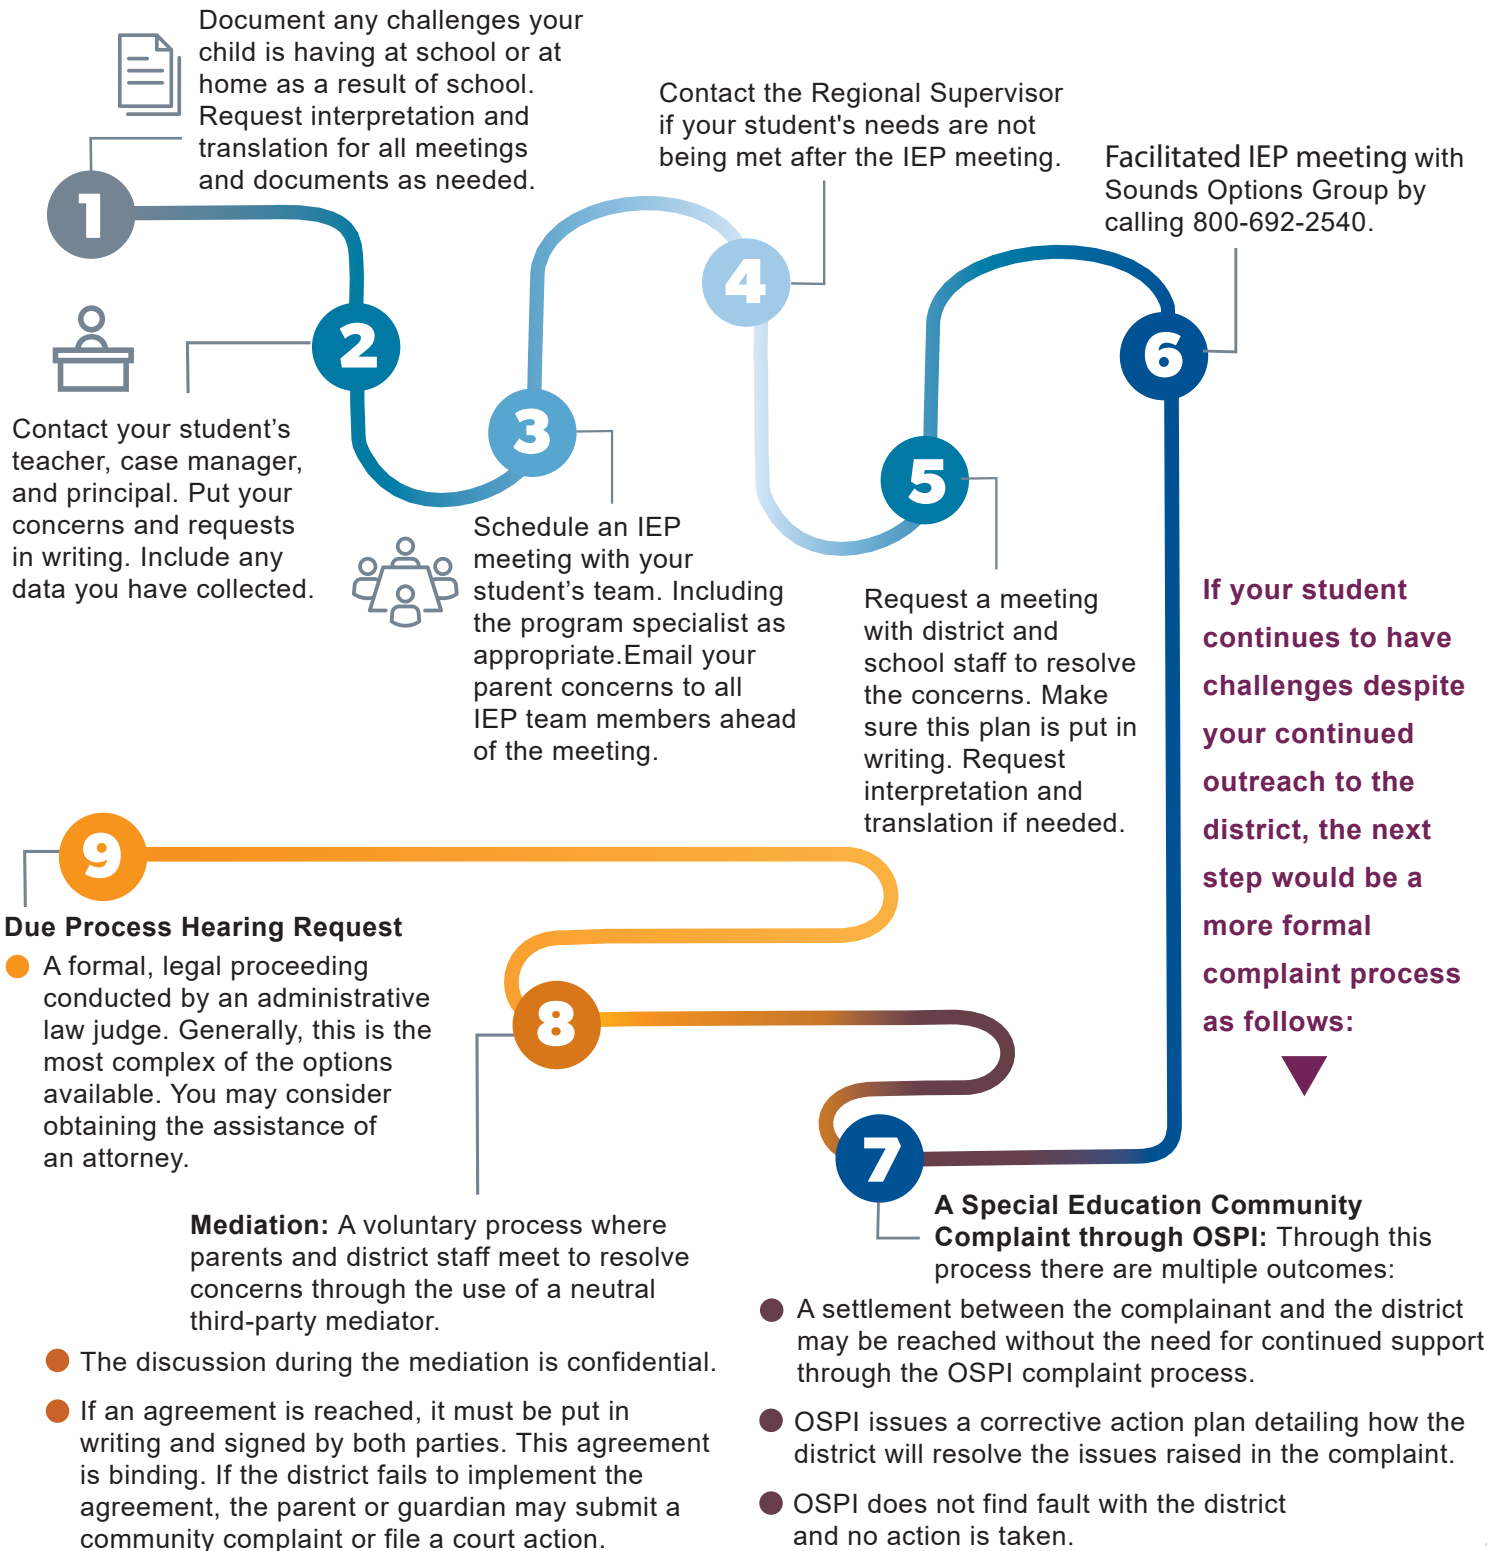 1
Document any challenges your
child is having at school or at
home as a result of school.
Request interpretation and
translation for all meetings
and documents as needed.
2
Contact your student’s
teacher, case manager,
and principal. Put your
concerns and requests
in writing. Include any
data you have collected.
3
Schedule an IEP
meeting with your
student’s team. Including
the program specialist as
appropriate.Email your
parent concerns to all
IEP team members ahead
of the meeting.
4
Contact the Regional Supervisor
if your student's needs are not
being met after the IEP meeting.
5
Request a meeting
with district and
school staff to resolve
the concerns. Make
sure this plan is put in
writing. Request
interpretation and
translation if needed.
6
Facilitated IEP meeting with
Sounds Options Group by
calling 800-692-2540.
If your student
continues to have
challenges despite
your continued
outreach to the
district, the next
step would be a
more formal
complaint process
as follows:
7
A Special Education Community
Complaint through OSPI: Through this
process there are multiple outcomes:
A settlement between the complainant and the district
may be reached without the need for continued support
through the OSPI complaint process.
OSPI issues a corrective action plan detailing how the
district will resolve the issues raised in the complaint.
OSPI does not find fault with the district
and no action is taken.
8
Mediation: A voluntary process where
parents and district staff meet to resolve
concerns through the use of a neutral
third-party mediator.
The discussion during the mediation is confidential.
If an agreement is reached, it must be put in
writing and signed by both parties. This agreement
is binding. If the district fails to implement the
agreement, the parent or guardian may submit a
community complaint or file a court action.
9
Due Process Hearing Request
A formal, legal proceeding
conducted by an administrative
law judge. Generally, this is the
most complex of the options
available. You may consider
obtaining the assistance of
an attorney.